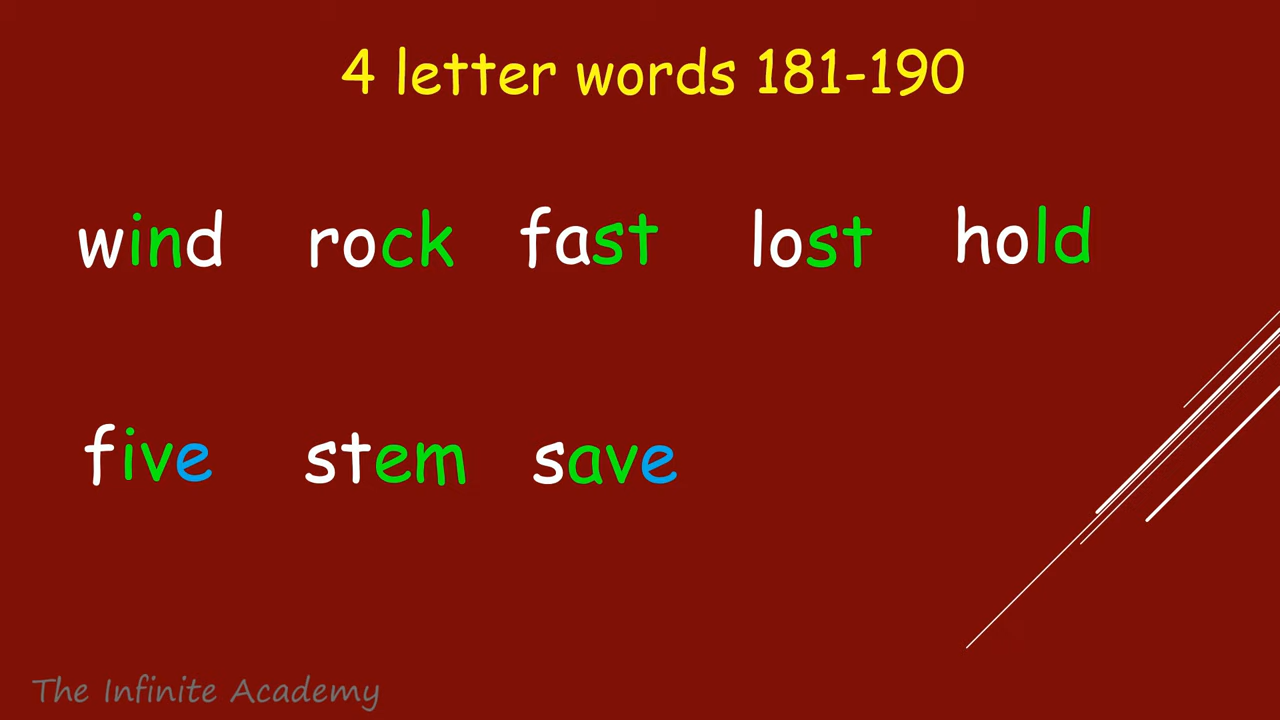 4 letter words 181-190
wind rock fast lost hold
five stem save
The Infinite Academy